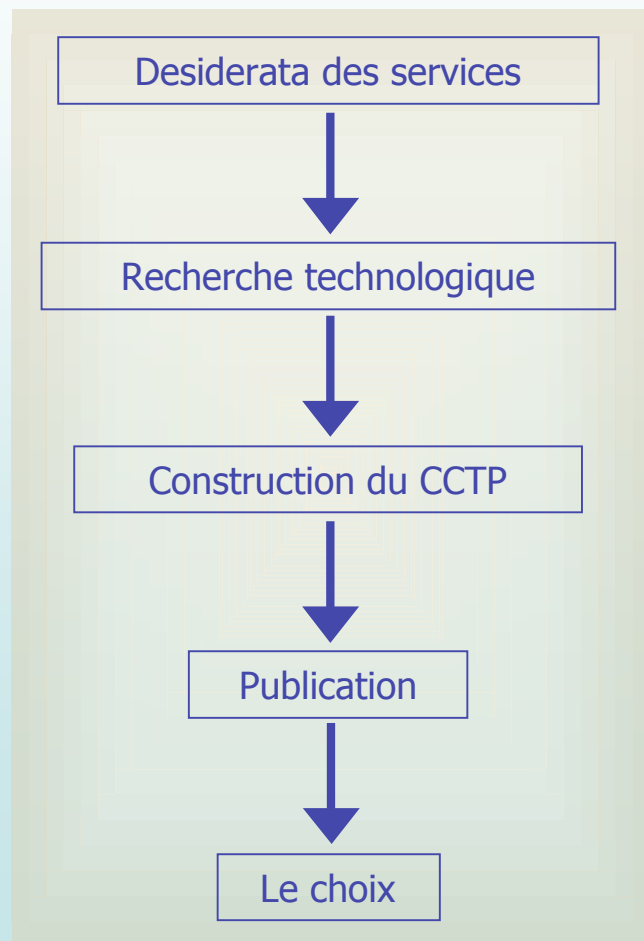 Desiderata des services
Recherche technologique
Construction du CCTP
Publication
Le choix